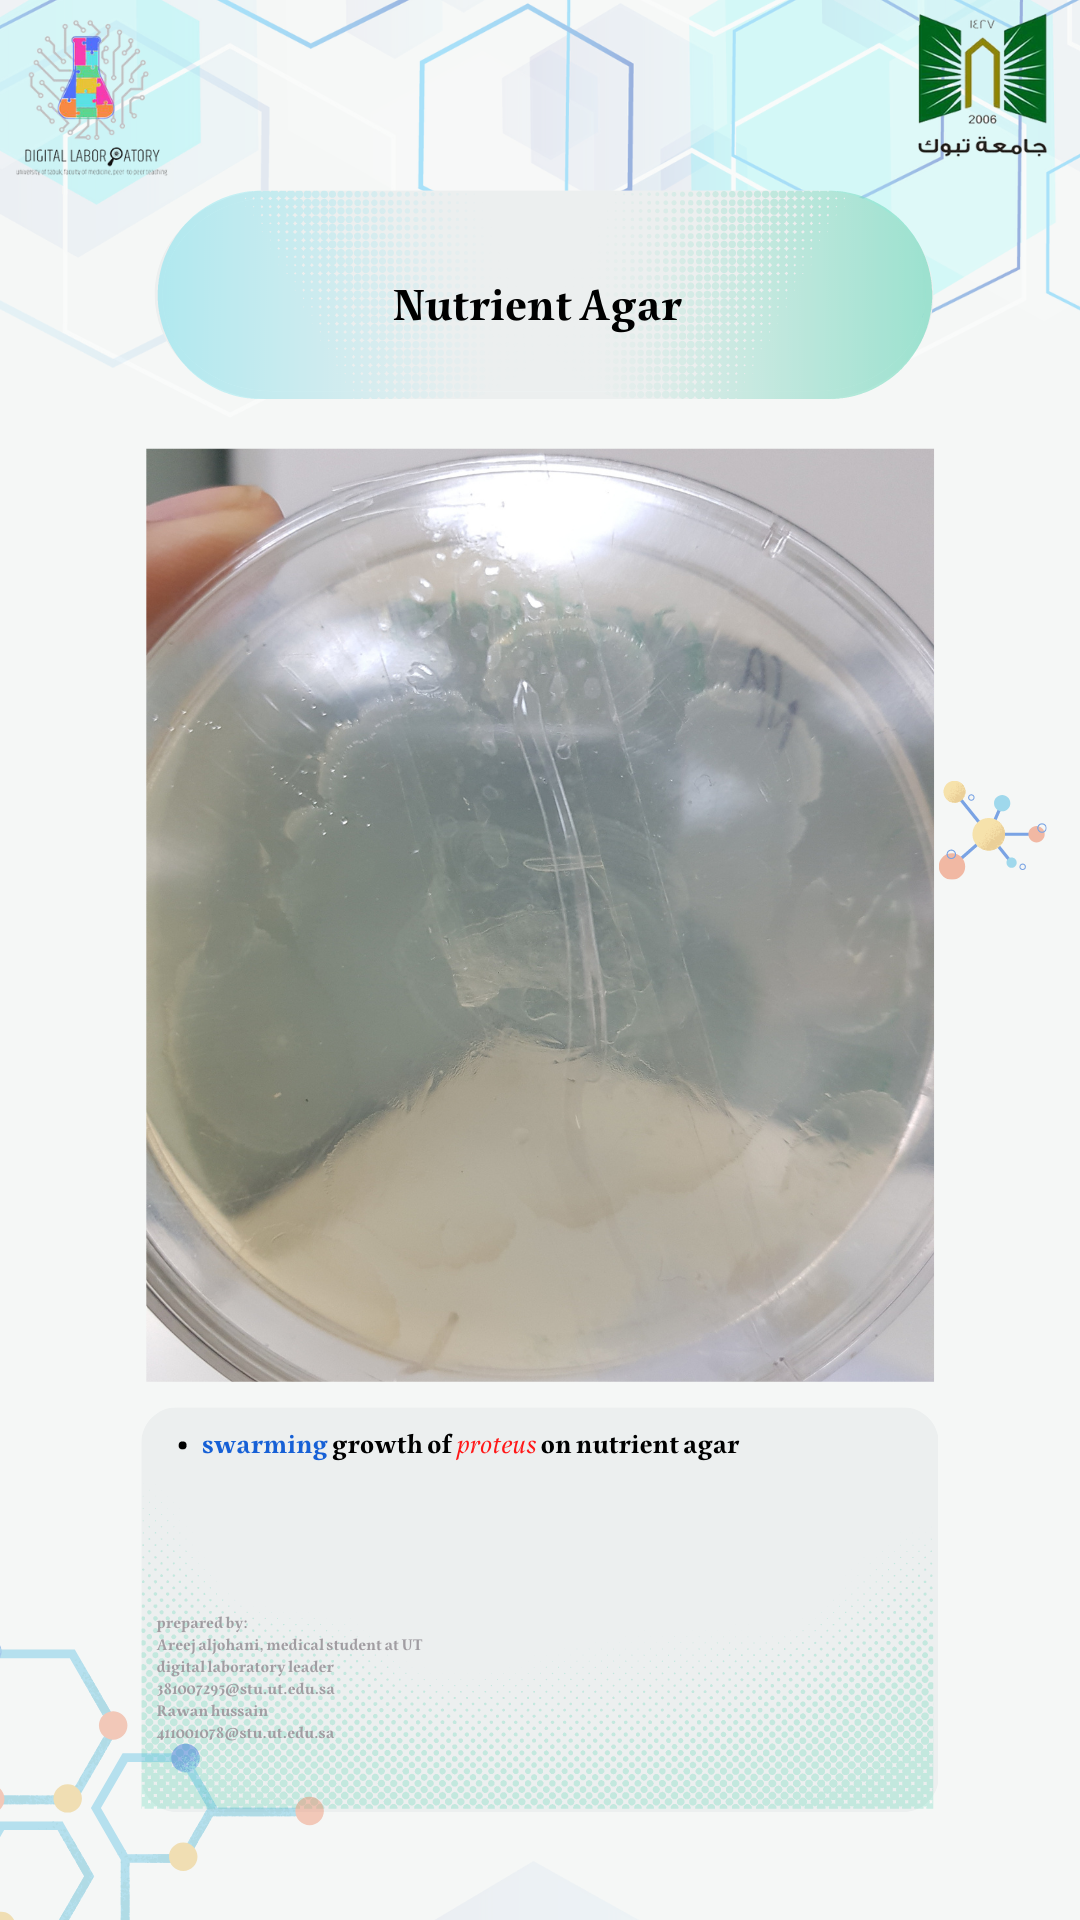 DIGITAL LABORATORY
university of tabuk, faculty of medicine, peer-to-peer teaching
١٤٢٧
2006
جامعة تبوك
Nutrient Agar
NA
swarming growth of proteus on nutrient agar
prepared by:
Areej aljohani, medical student at UT
digital laboratory leader
381007295@stu.ut.edu.sa
Rawan hussain
411001078@stu.ut.edu.sa